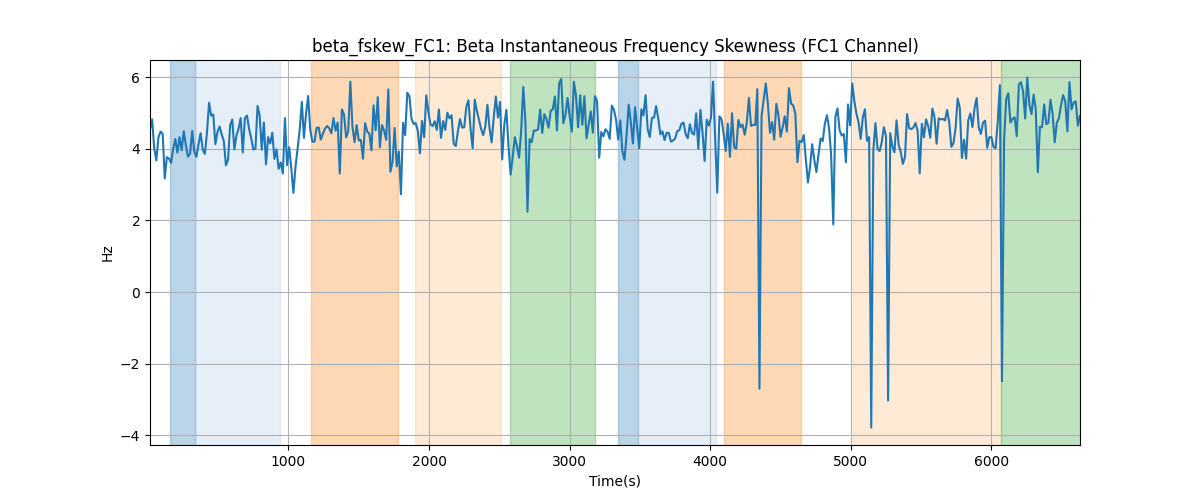 beta_fskew_FC1: Beta Instantaneous Frequency Skewness (FC1 Channel)
6
4
2
0
−2
−4
Hz
1000 2000 3000 4000 5000 6000
Time(s)